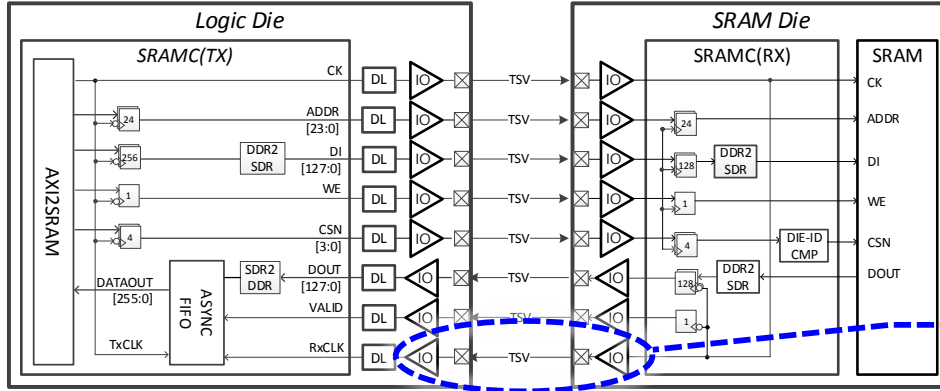 Logic Die
SRAM Die
SRAMC(TX)
SRAMC(RX)
SRAM
AXI2SRAM
CK
DL
IO
TSV
IO
CK
24
ADDR
[23:0]
DL
IO
TSV
IO
24
ADDR
256
DDR2
SDR
DI
[127:0]
DL
IO
TSV
IO
128
DDR2
SDR
DI
1
WE
DL
IO
TSV
IO
1
WE
4
CSN
[3:0]
DL
IO
TSV
IO
4
DIE-ID
CMP
CSN
DATAOUT
[255:0]
ASYNC
FIFO
SDR2
DDR
DOUT
[127:0]
DL
IO
TSV
IO
128
DDR2
SDR
DOUT
VALID
DL
IO
TSV
IO
1
TxCLK
RxCLK
DL
IO
TSV
IO